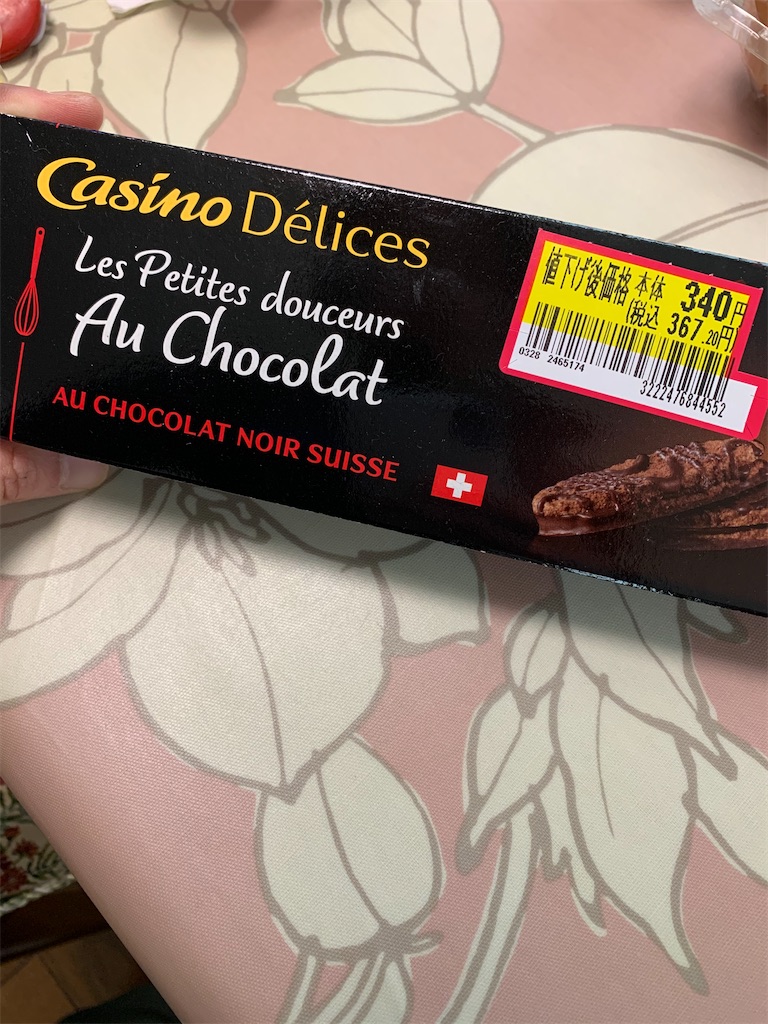 Casino Délices
Les Petites douceurs
Au Chocolat
AU CHOCOLAT NOIR SUISSE
値下げ後価格 本体 340円
(税込 367.20円)
0328 2465174
3222476844552